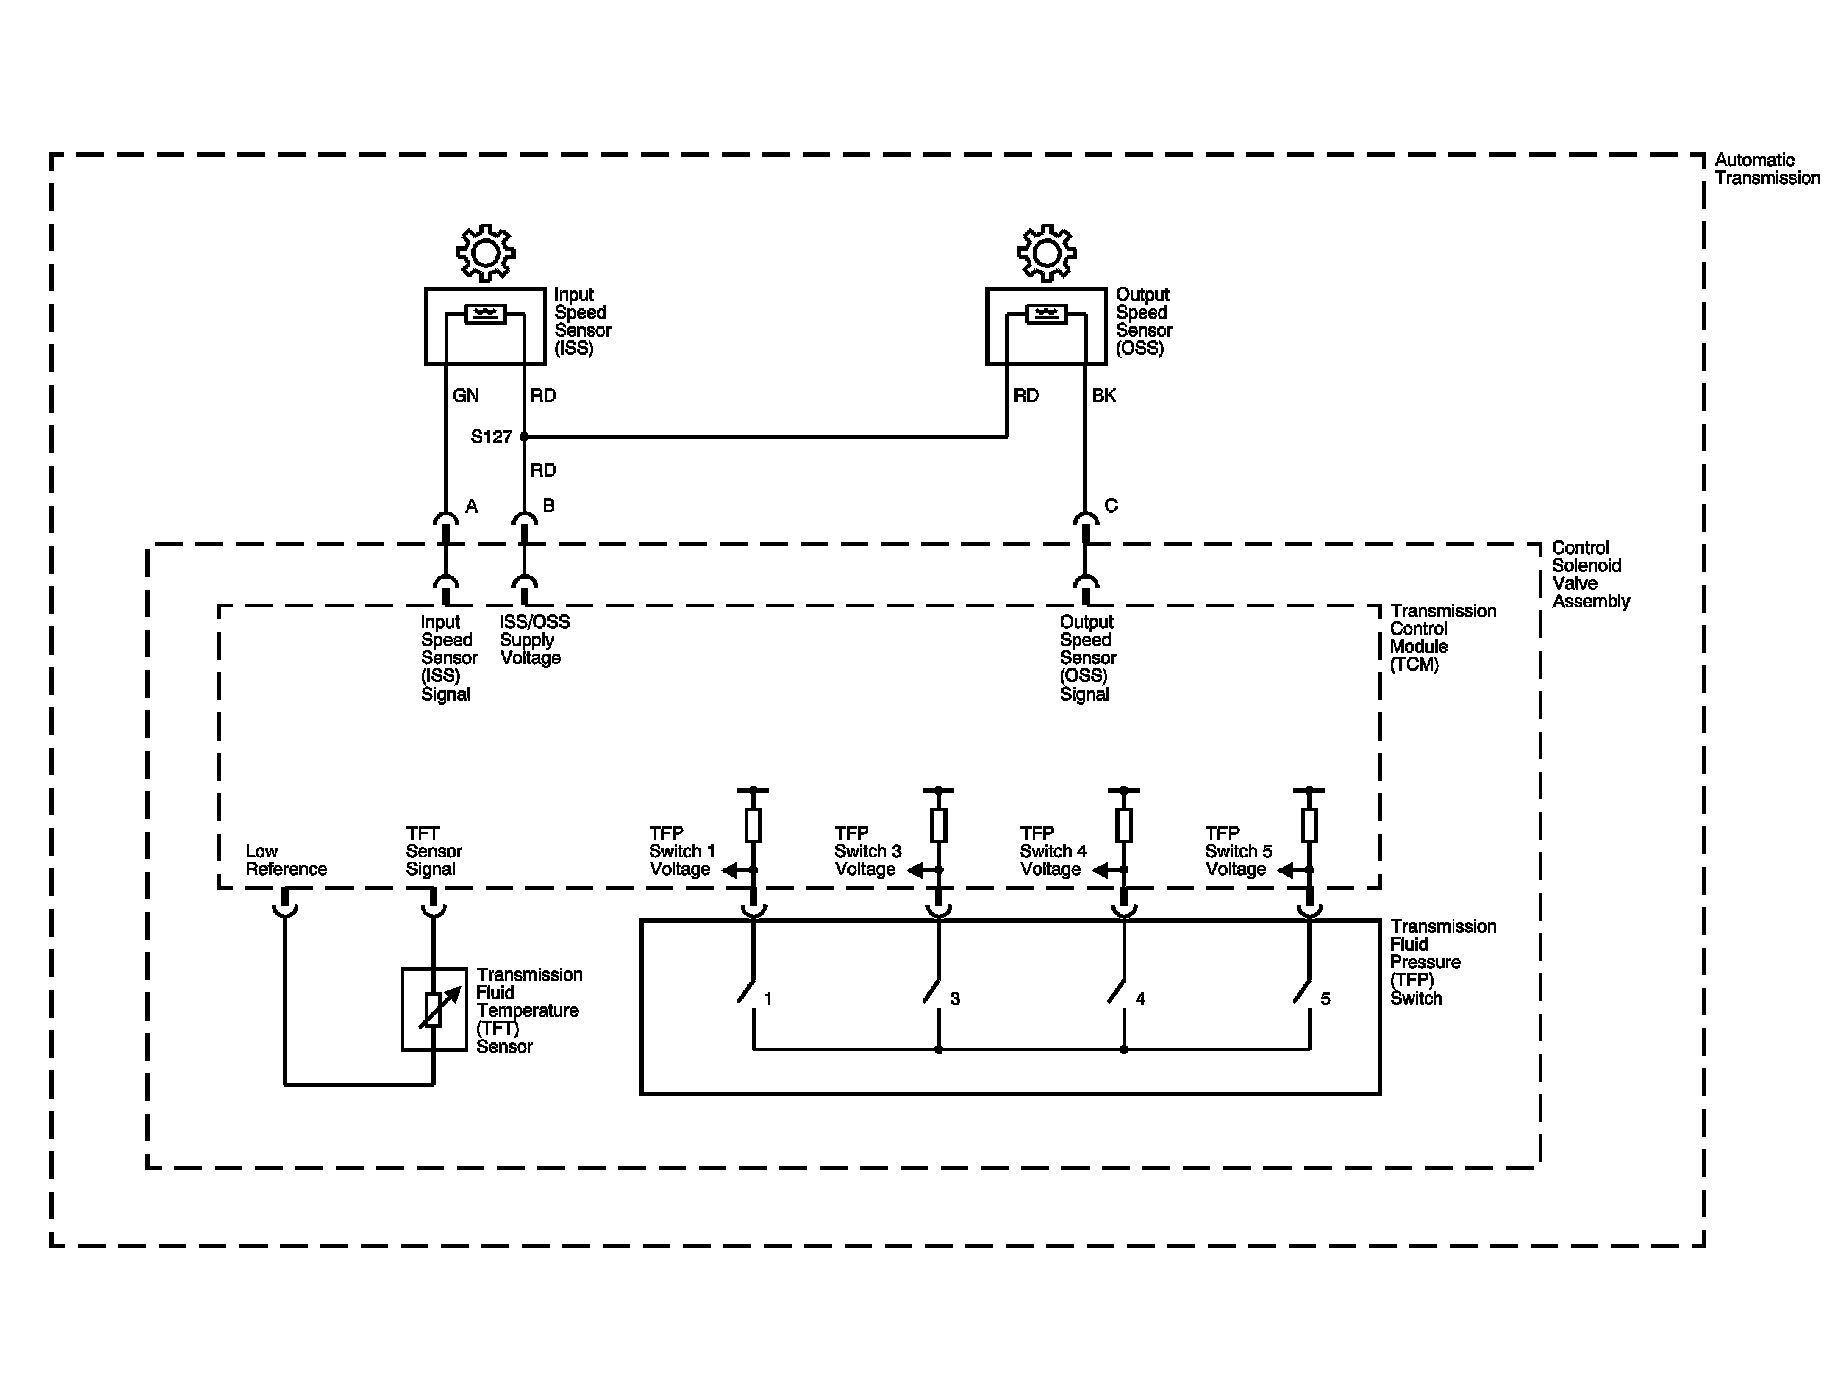 Automatic
Transmission
Input
Speed
Sensor
(ISS)
Output
Speed
Sensor
(OSS)
GN
RD
RD
BK
S127
RD
A
B
C
Control
Solenoid
Valve
Assembly
Input
Speed
Sensor
(ISS)
Signal
ISS/OSS
Supply
Voltage
Output
Speed
Sensor
(OSS)
Signal
Transmission
Control
Module
(TCM)
Low
Reference
TFT
Sensor
Signal
TFP
Switch 1
Voltage
TFP
Switch 3
Voltage
TFP
Switch 4
Voltage
TFP
Switch 5
Voltage
Transmission
Fluid
Temperature
(TFT)
Sensor
1
3
4
5
Transmission
Fluid
Pressure
(TFP)
Switch